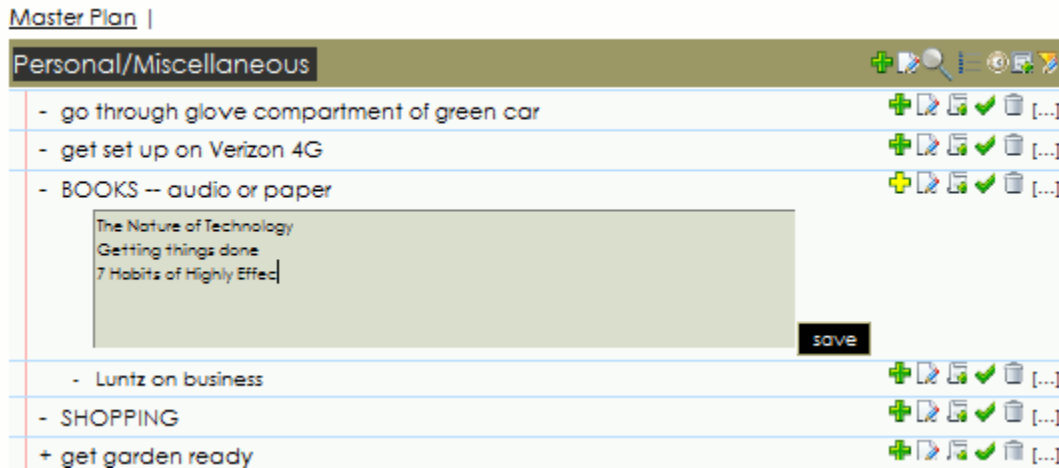 Master Plan |
Personal/Miscellaneous
- go through glove compartment of green car [...]
- get set up on Verizon 4G [...]
- BOOKS -- audio or paper [...]
The Nature of Technology
Getting things done
7 Habits of Highly Effec
save
- Luntz on business [...]
- SHOPPING [...]
+ get garden ready [...]